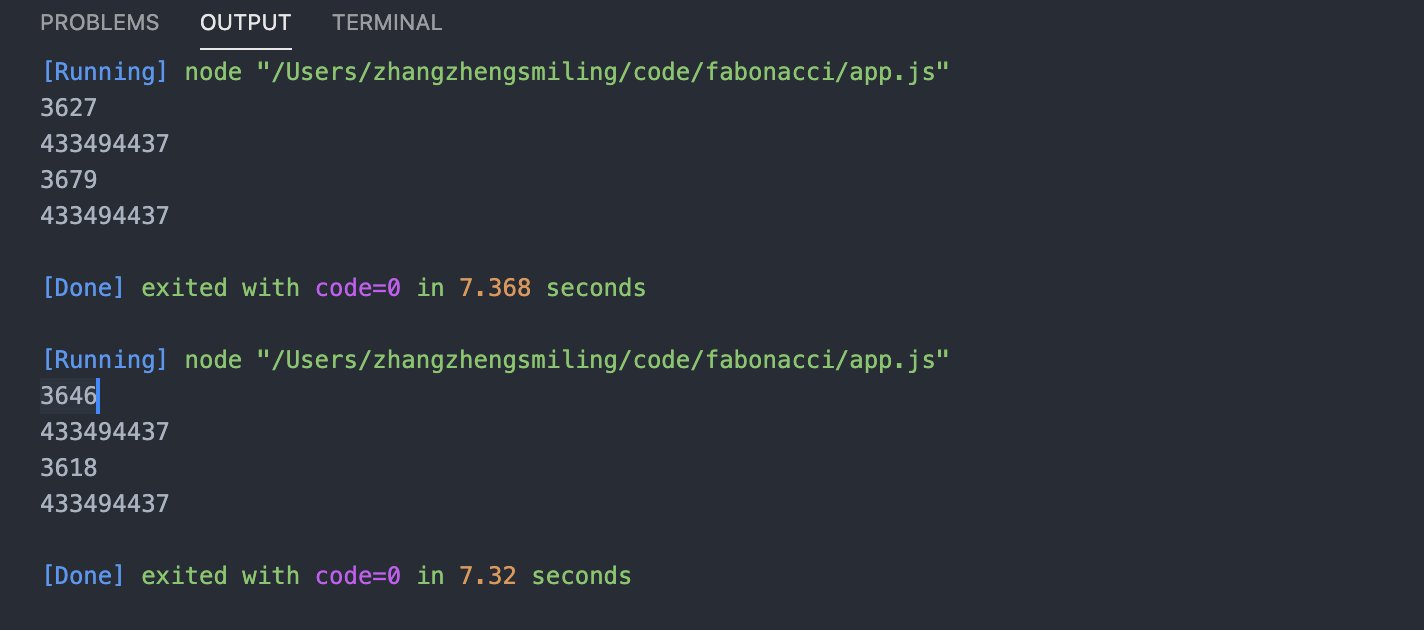 PROBLEMS OUTPUT TERMINAL
[Running] node "/Users/zhangzhengsmiling/code/fabonacci/app.js"
3627
433494437
3679
433494437
[Done] exited with code=0 in 7.368 seconds
[Running] node "/Users/zhangzhengsmiling/code/fabonacci/app.js"
3646
433494437
3618
433494437
[Done] exited with code=0 in 7.32 seconds